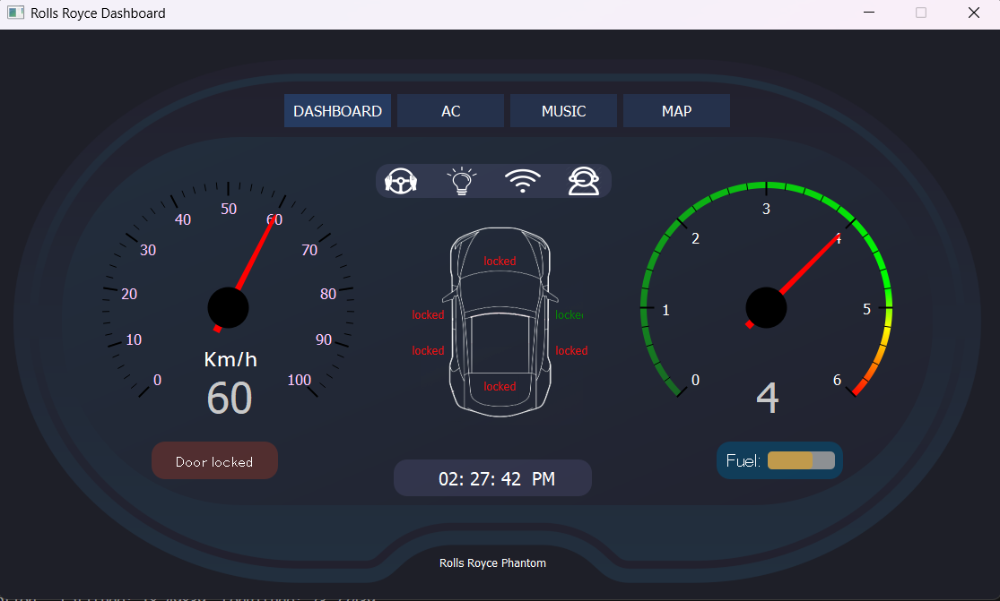 Rolls Royce Dashboard
DASHBOARD AC MUSIC MAP
0 10 20 30 40 50 60 70 80 90 100
Km/h
60
locked
locked
locke
locked
locked
locked
0 1 2 3 4 5 6
4
Door locked
02: 27: 42 PM
Fuel:
Rolls Royce Phantom